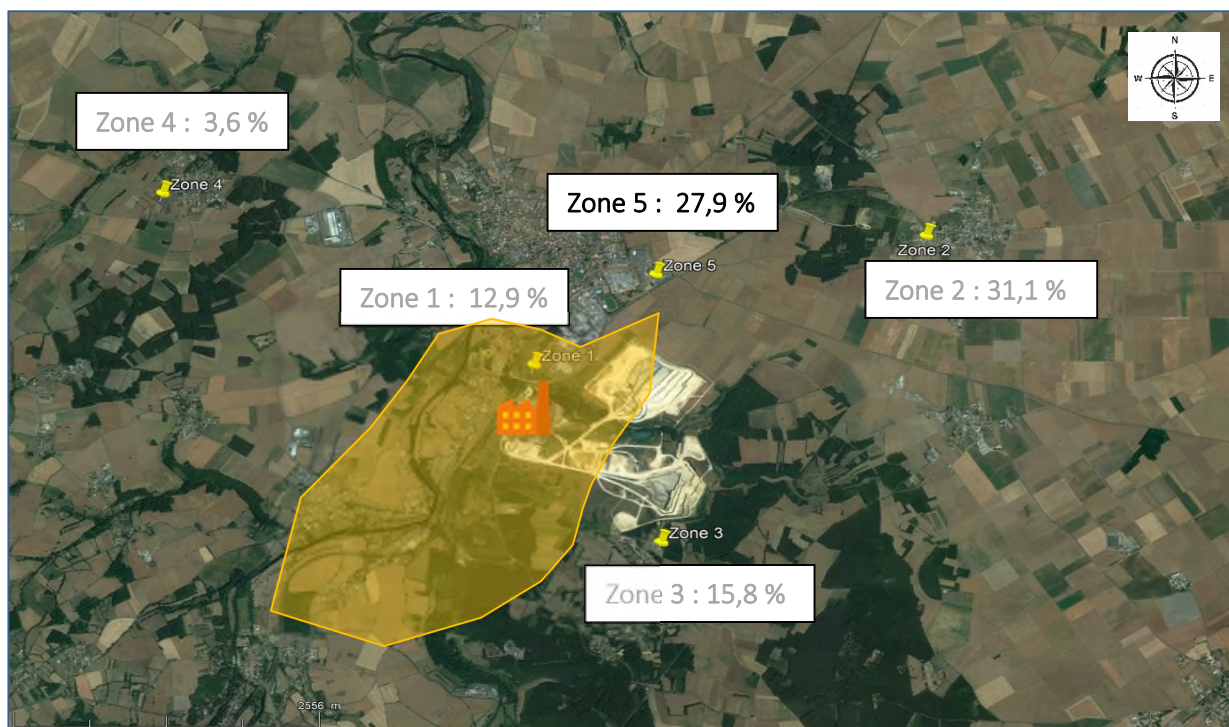 N
W E
S
Zone 4 : 3,6 %
Zone 4
Zone 5 : 27,9 %
Zone 2
Zone 5
Zone 1 : 12,9 %
Zone 2 : 31,1 %
Zone 1
Zone 3
Zone 3 : 15,8 %
2556 m